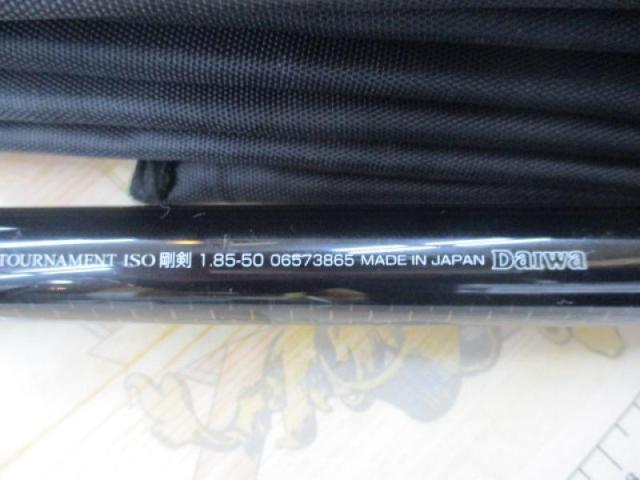 TOURNAMENT ISO 剛剣 1.85-50 06573865 MADE IN JAPAN Daiwa